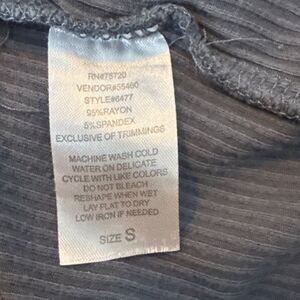 RN#75720
VENDOR#55460
STYLE#6477
95%RAYON
5%SPANDEX
EXCLUSIVE OF TRIMMINGS
MACHINE WASH COLD
WATER ON DELICATE
CYCLE WITH LIKE COLORS
DO NOT BLEACH
RESHAPE WHEN WET
LAY FLAT TO DRY
LOW IRON IF NEEDED
SIZE S